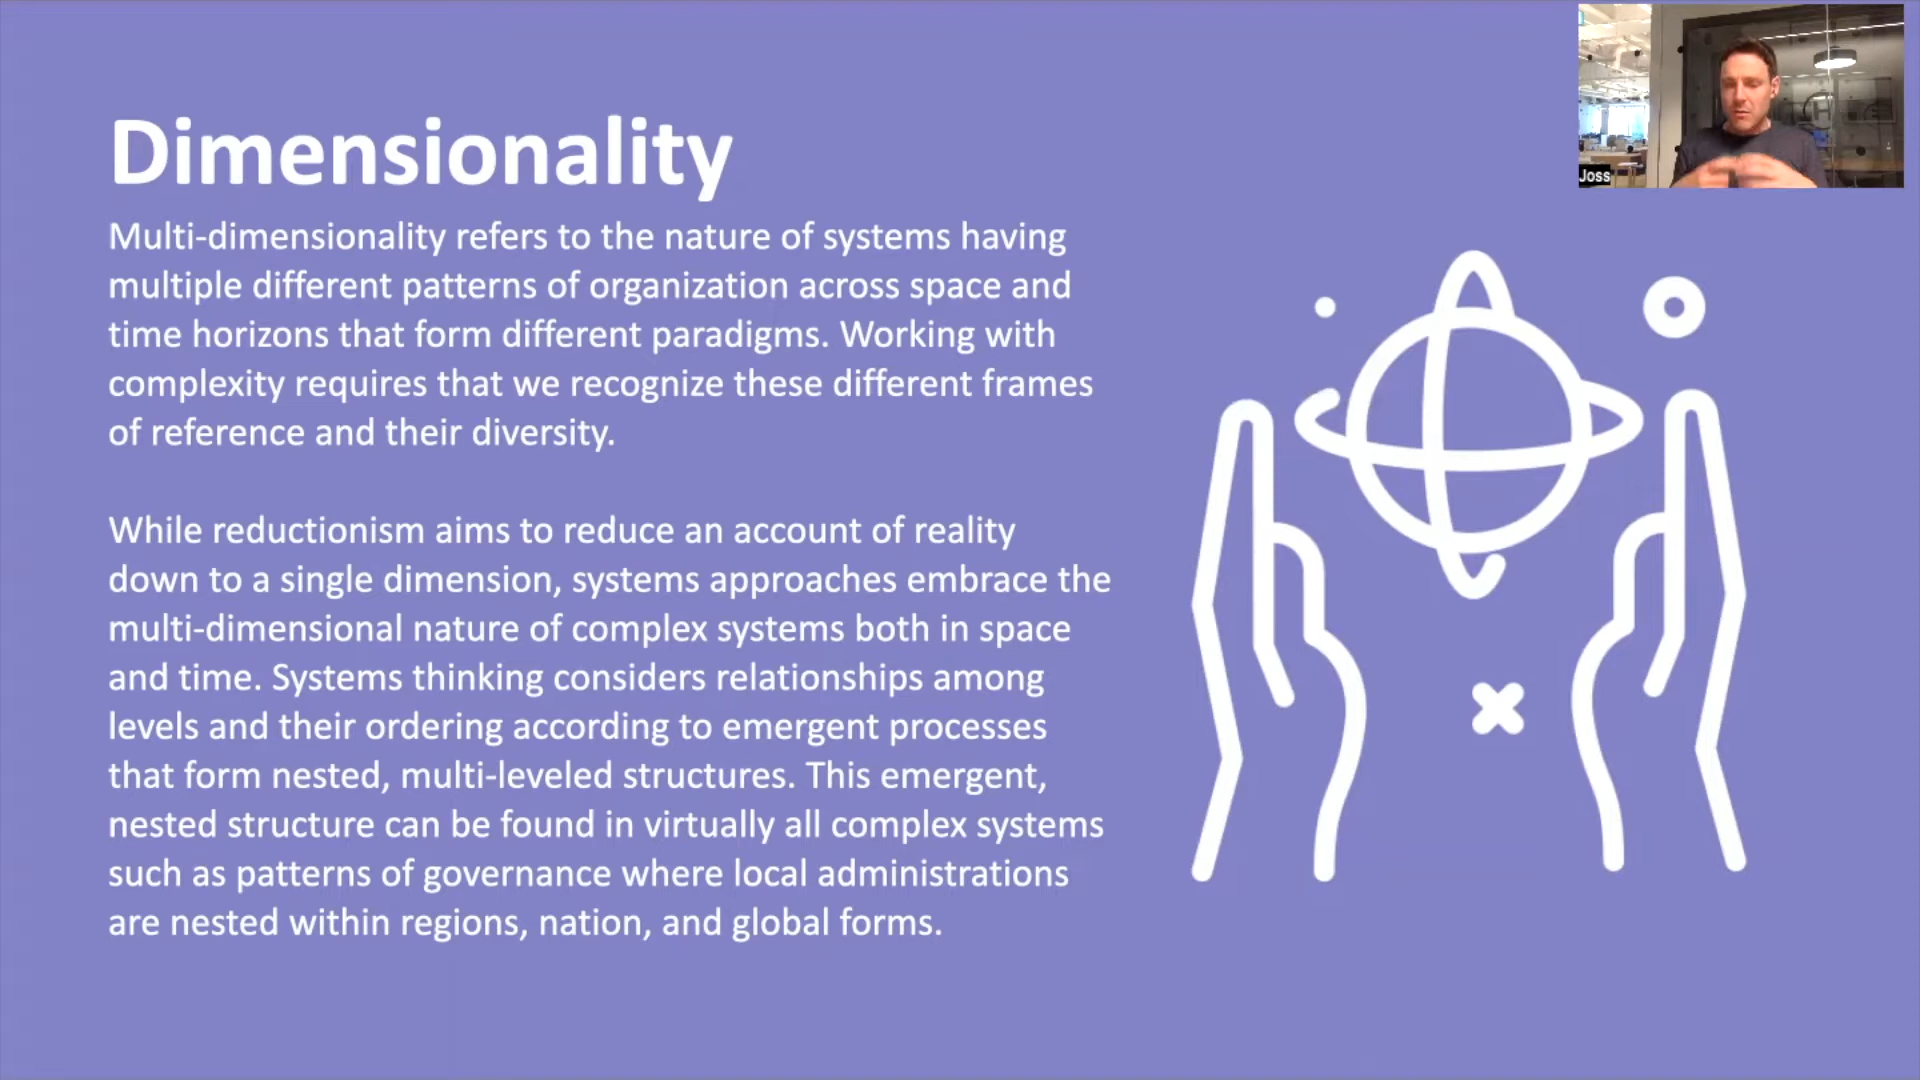 Dimensionality
Multi-dimensionality refers to the nature of systems having
multiple different patterns of organization across space and
time horizons that form different paradigms. Working with
complexity requires that we recognize these different frames
of reference and their diversity.
While reductionism aims to reduce an account of reality
down to a single dimension, systems approaches embrace the
multi-dimensional nature of complex systems both in space
and time. Systems thinking considers relationships among
levels and their ordering according to emergent processes
that form nested, multi-leveled structures. This emergent,
nested structure can be found in virtually all complex systems
such as patterns of governance where local administrations
are nested within regions, nation, and global forms.
Joss